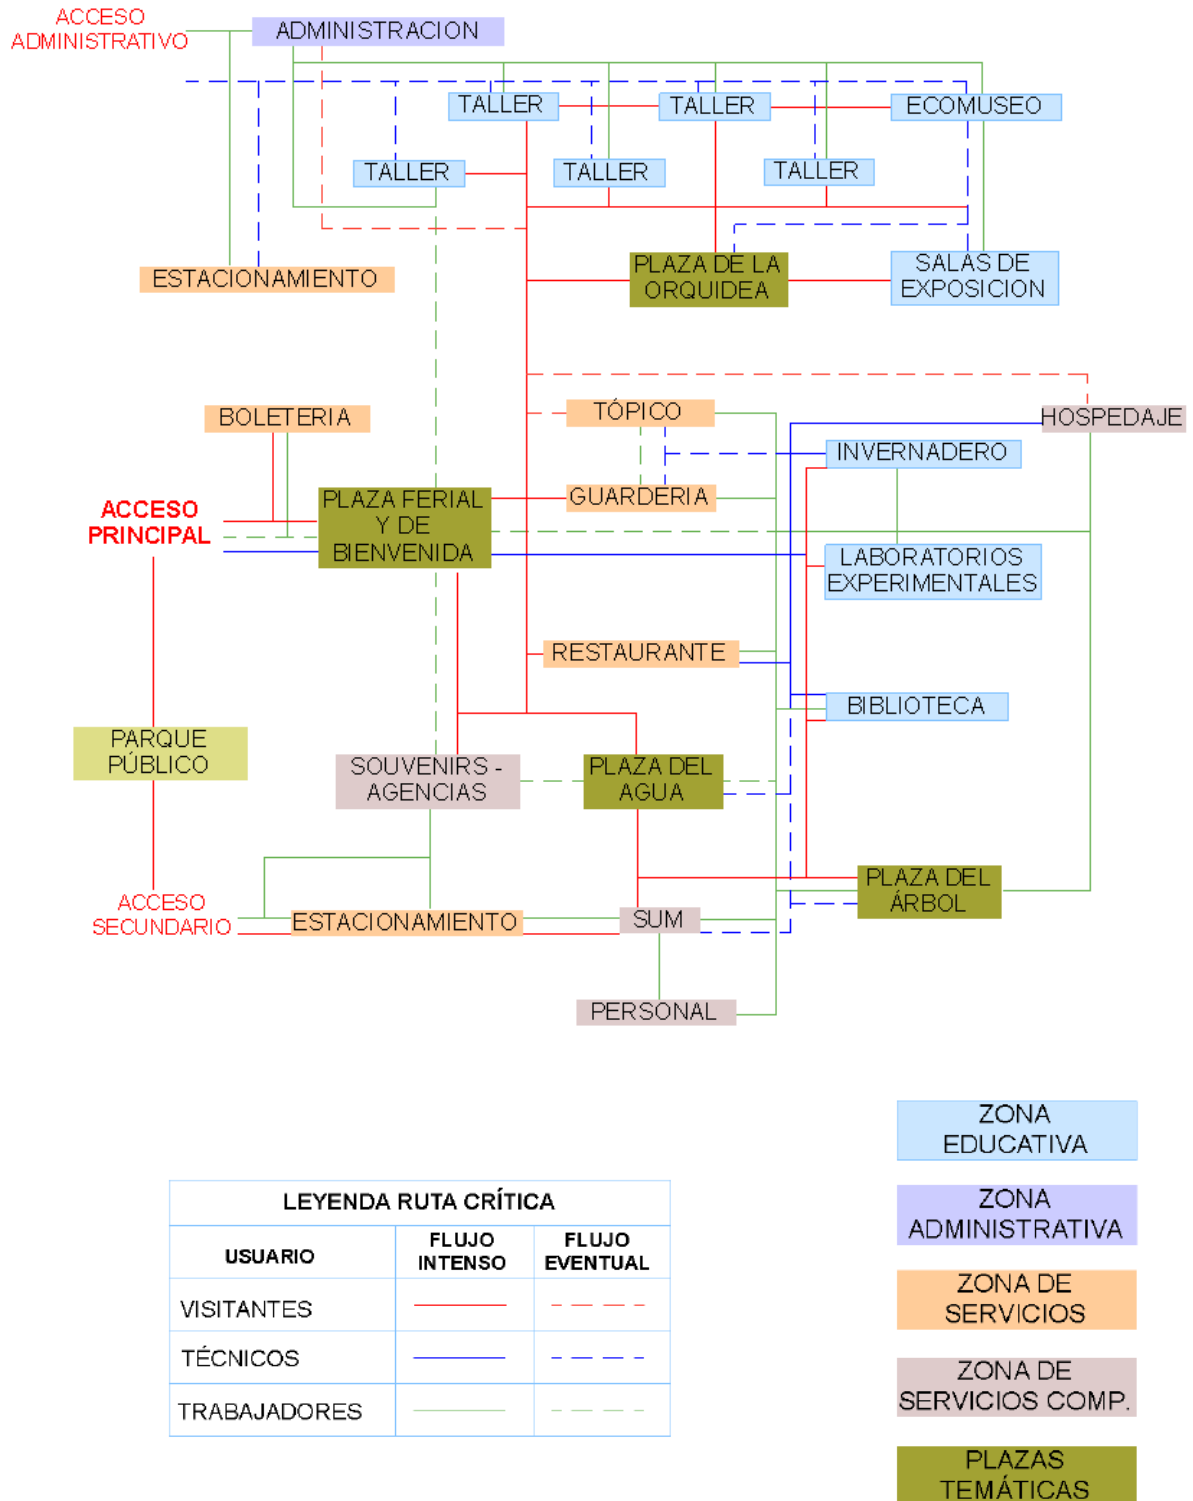 ACCESO
ADMINISTRATIVO
ADMINISTRACION
TALLER
TALLER
ECOMUSEO
TALLER
TALLER
TALLER
ESTACIONAMIENTO
PLAZA DE LA
ORQUIDEA
SALAS DE
EXPOSICION
BOLETERIA
TÓPICO
HOSPEDAJE
INVERNADERO
ACCESO
PRINCIPAL
PLAZA FERIAL
Y DE
BIENVENIDA
GUARDERIA
LABORATORIOS
EXPERIMENTALES
RESTAURANTE
BIBLIOTECA
PARQUE
PÚBLICO
SOUVENIRS -
AGENCIAS
PLAZA DEL
AGUA
PLAZA DEL
ÁRBOL
ACCESO
SECUNDARIO
ESTACIONAMIENTO
SUM
PERSONAL
LEYENDA RUTA CRÍTICA
USUARIO
FLUJO
INTENSO
FLUJO
EVENTUAL
VISITANTES
TÉCNICOS
TRABAJADORES
ZONA
EDUCATIVA
ZONA
ADMINISTRATIVA
ZONA DE
SERVICIOS
ZONA DE
SERVICIOS COMP.
PLAZAS
TEMÁTICAS